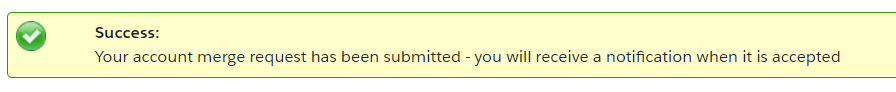 Success:
Your account merge request has been submitted - you will receive a notification when it is accepted